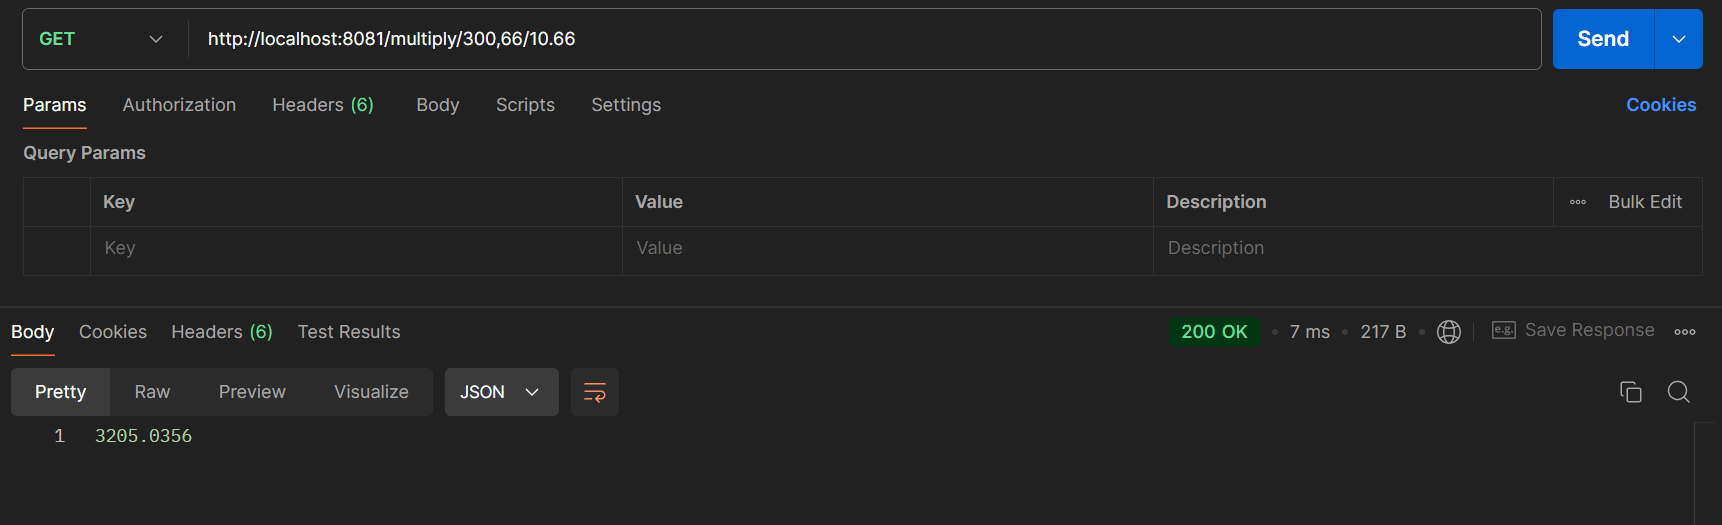 GET http://localhost:8081/multiply/300,66/10.66 Send
Params Authorization Headers (6) Body Scripts Settings Cookies
Query Params
Key Value Description Bulk Edit
Key Value Description
Body Cookies Headers (6) Test Results 200 OK • 7 ms • 217 B • e.g. Save Response
Pretty Raw Preview Visualize JSON
1 3205.0356